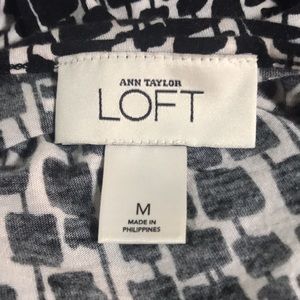 ANN TAYLOR
LOFT
M
MADE IN
PHILIPPINES